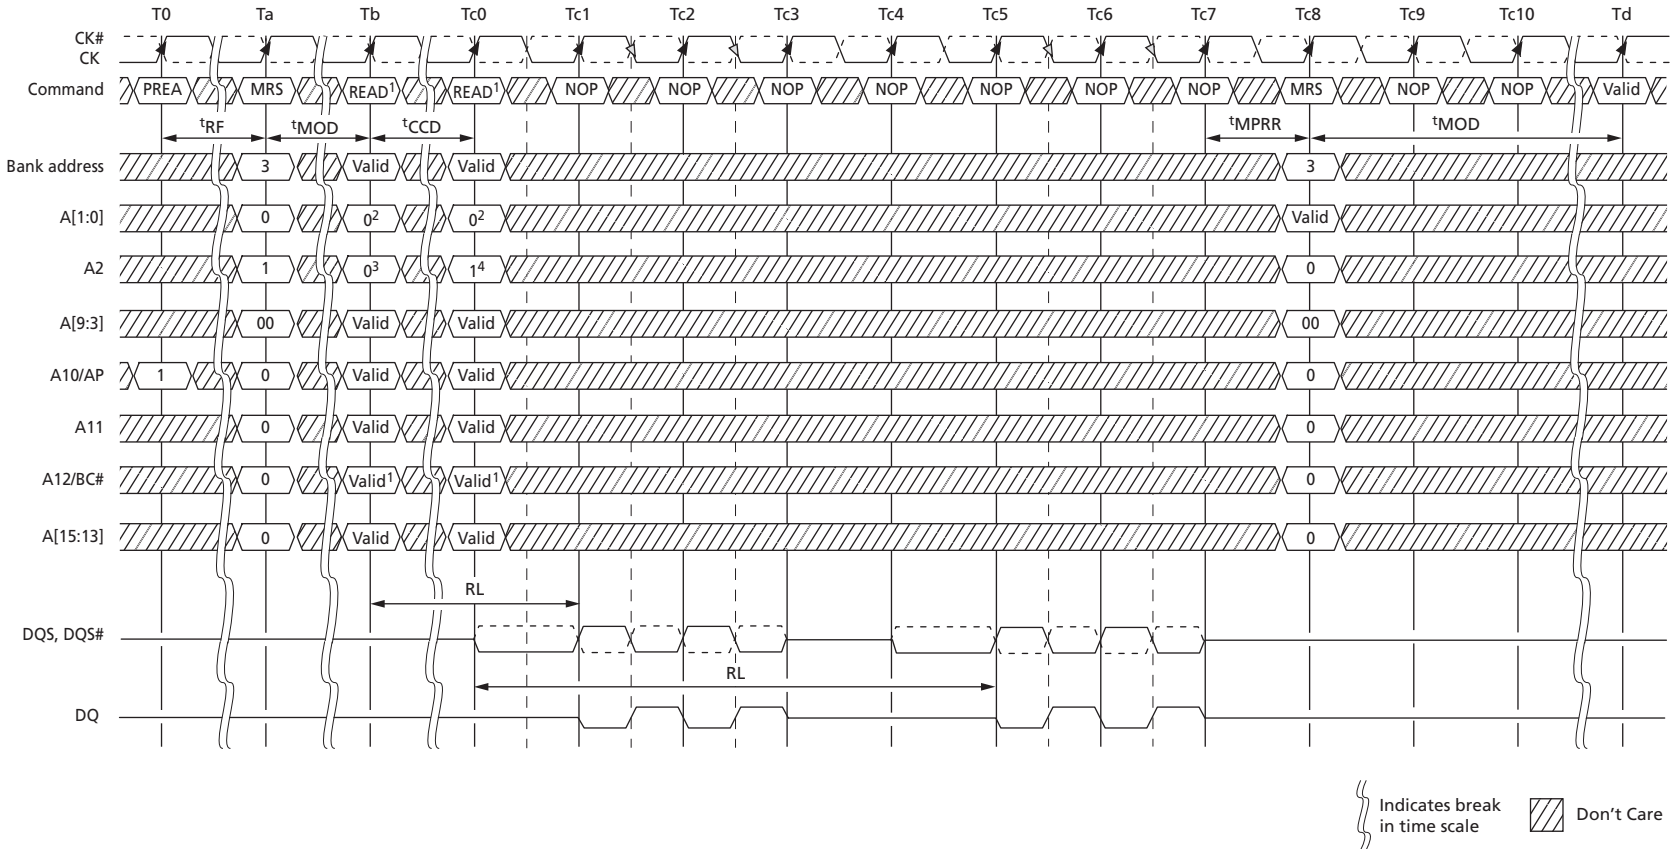 T0 Ta Tb Tc0 Tc1 Tc2 Tc3 Tc4 Tc5 Tc6 Tc7 Tc8 Tc9 Tc10 Td
CK#
CK
Command PREA MRS READ¹ READ¹ NOP NOP NOP NOP NOP NOP NOP MRS NOP NOP Valid
ᵗRF ᵗMOD ᵗCCD ᵗMPRR ᵗMOD
Bank address 3 Valid Valid 3
A[1:0] 0 0² 0² Valid
A2 1 0³ 1⁴ 0
A[9:3] 00 Valid Valid 00
A10/AP 1 0 Valid Valid 0
A11 0 Valid Valid 0
A12/BC# 0 Valid¹ Valid¹ 0
A[15:13] 0 Valid Valid 0
RL
DQS, DQS#
RL
DQ
Indicates break
in time scale
Don't Care